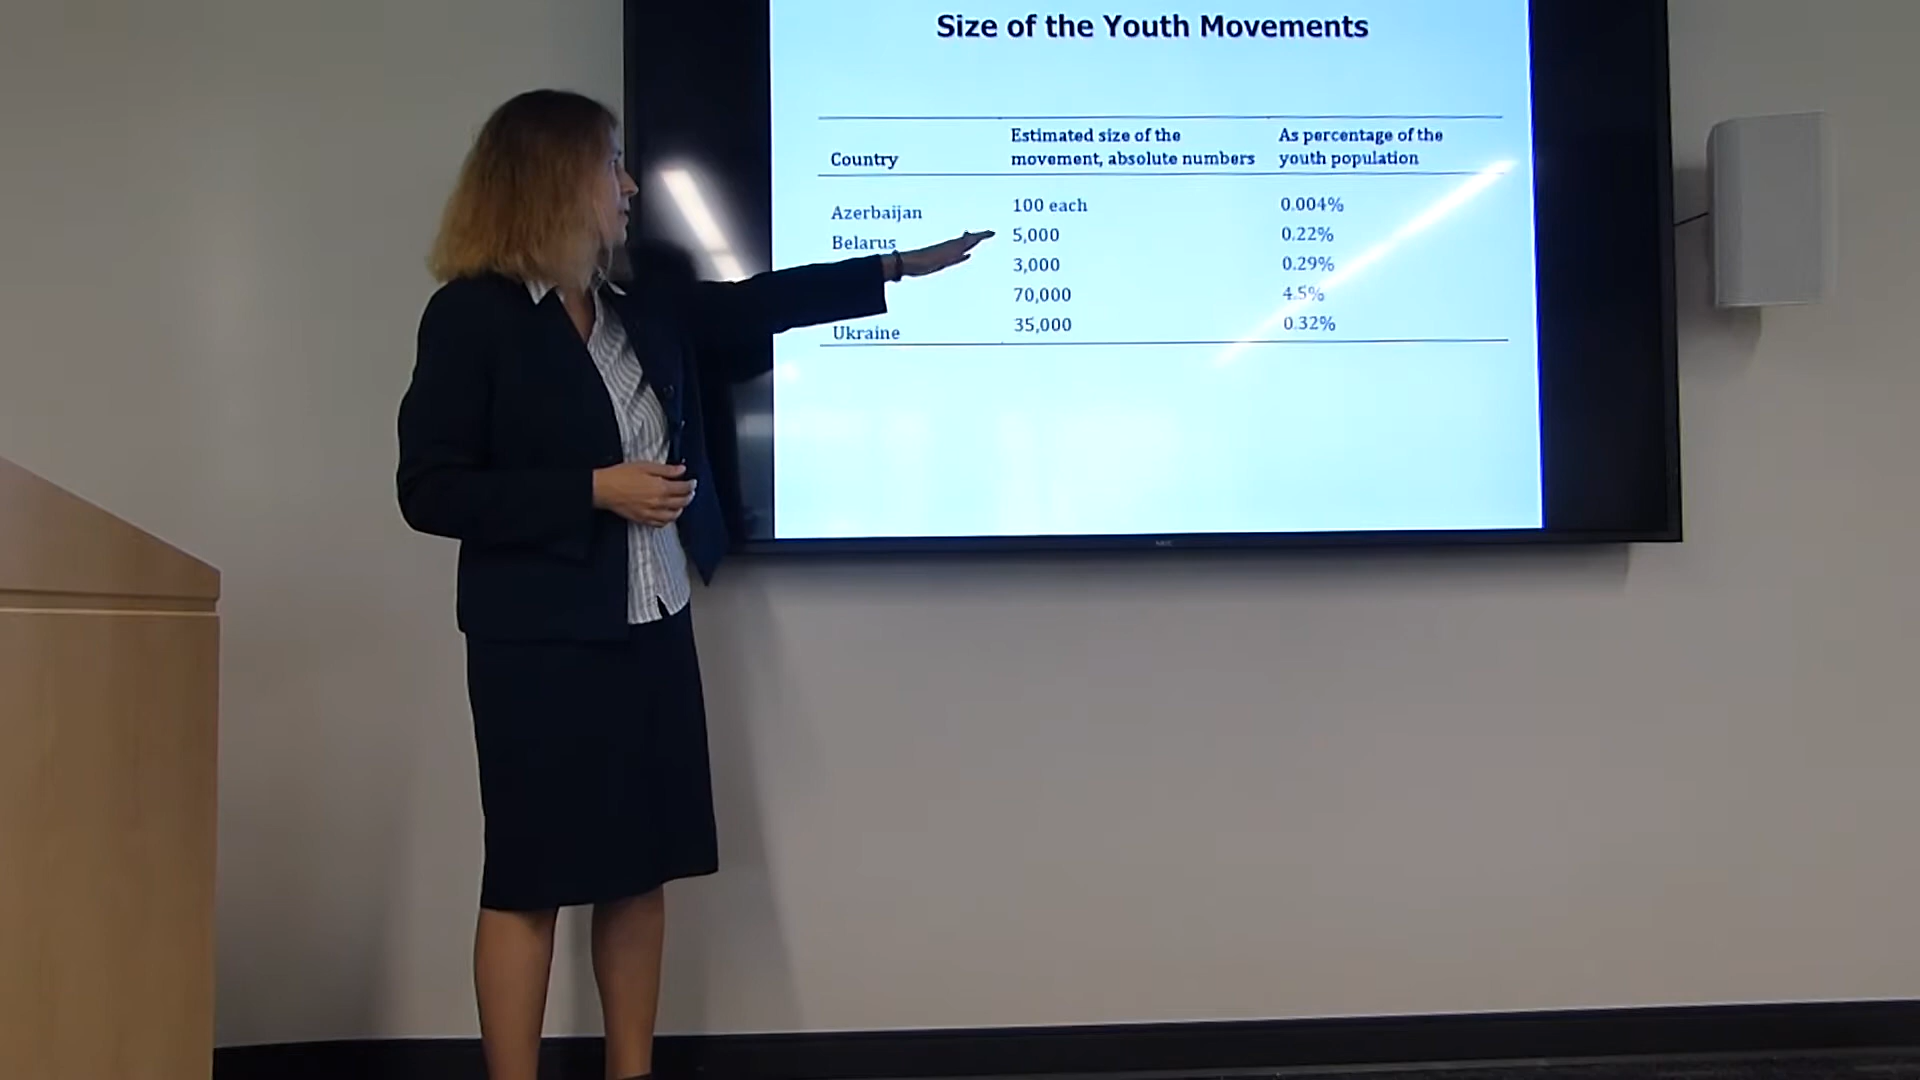 Size of the Youth Movements
Country Estimated size of the movement, absolute numbers As percentage of the youth population
Azerbaijan 100 each 0.004%
Belarus 5,000 0.22%
3,000 0.29%
70,000 4.5%
Ukraine 35,000 0.32%
NEC